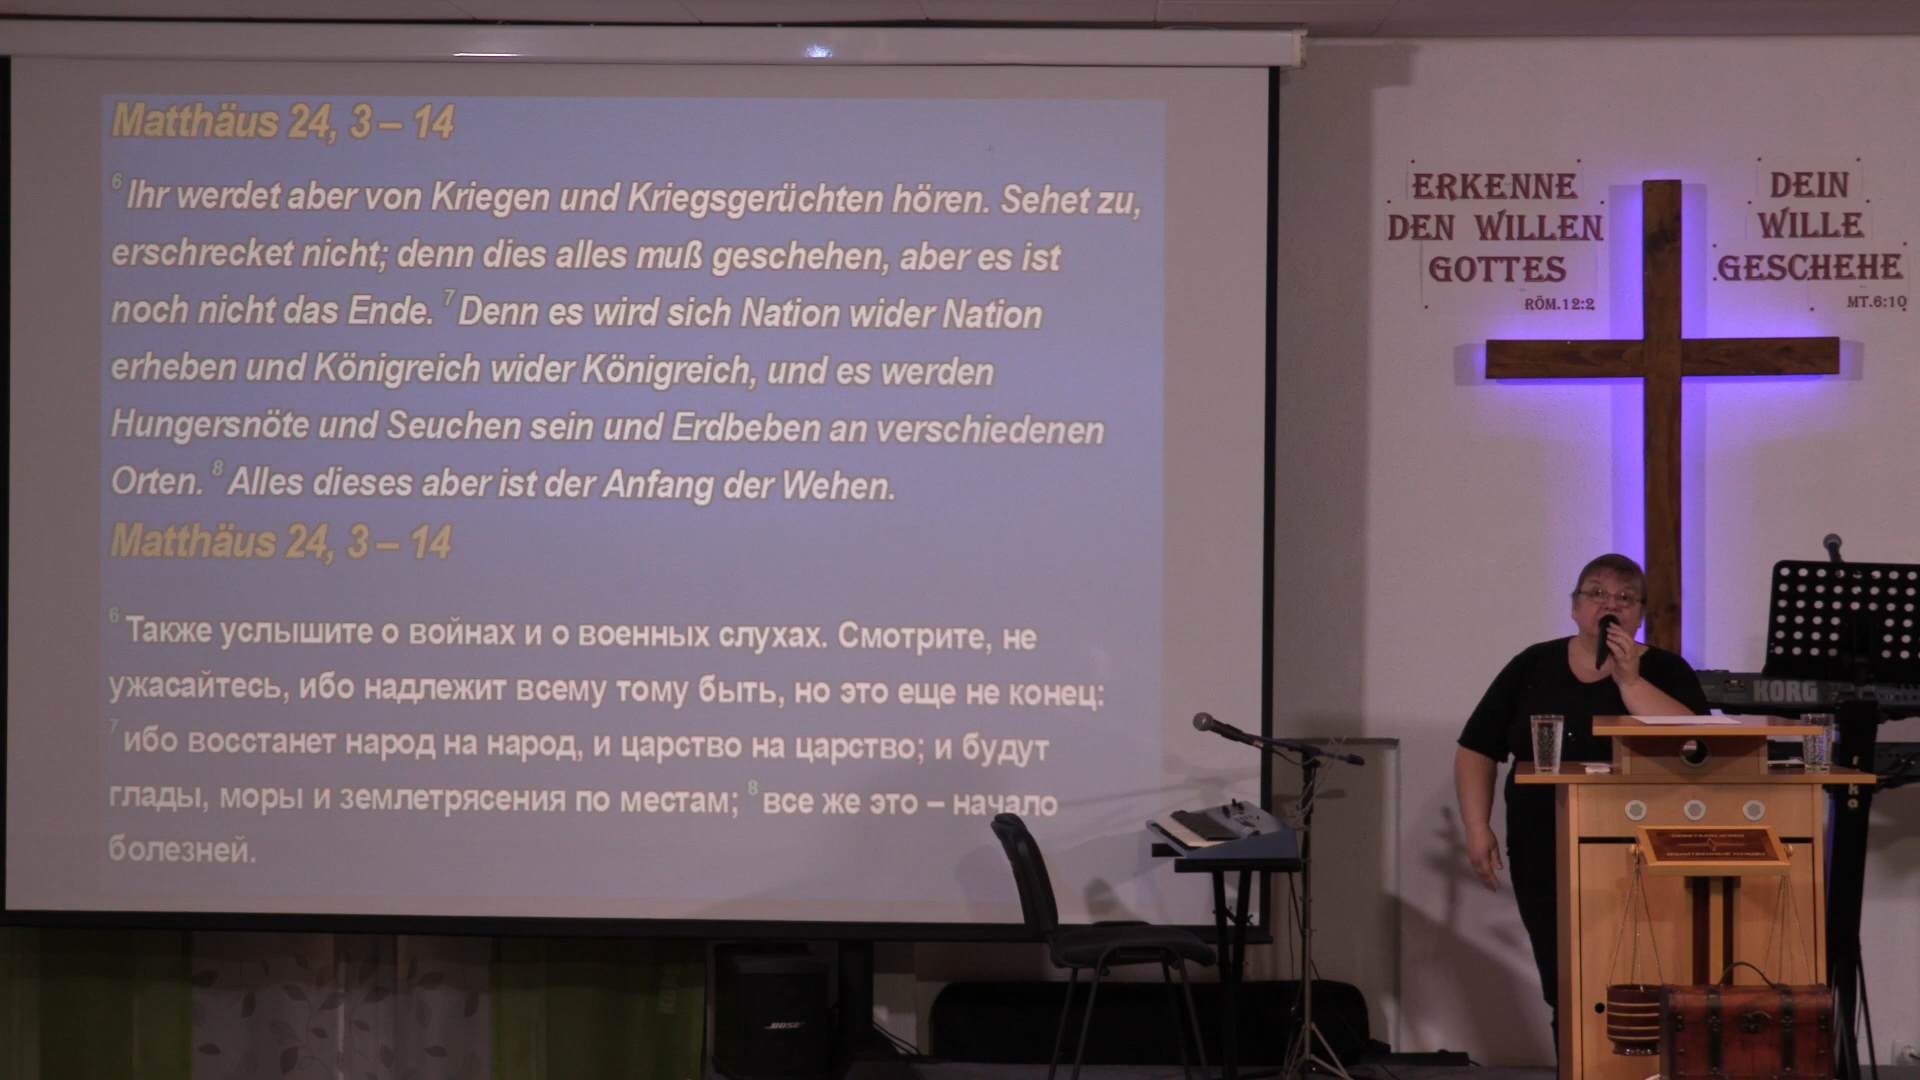 Matthäus 24, 3 – 14
6 Ihr werdet aber von Kriegen und Kriegsgerüchten hören. Sehet zu,
erschrecket nicht; denn dies alles muß geschehen, aber es ist
noch nicht das Ende. 7 Denn es wird sich Nation wider Nation
erheben und Königreich wider Königreich, und es werden
Hungersnöte und Seuchen sein und Erdbeben an verschiedenen
Orten. 8 Alles dieses aber ist der Anfang der Wehen.
Matthäus 24, 3 – 14
6 Также услышите о войнах и о военных слухах. Смотрите, не
ужасайтесь, ибо надлежит всему тому быть, но это еще не конец:
7 ибо восстанет народ на народ, и царство на царство; и будут
глады, моры и землетрясения по местам; 8 все же это – начало
болезней.
ERKENNE
DEN WILLEN
GOTTES
RÖM.12:2
DEIN
WILLE
GESCHEHE
MT.6:10
KORG
BOSE